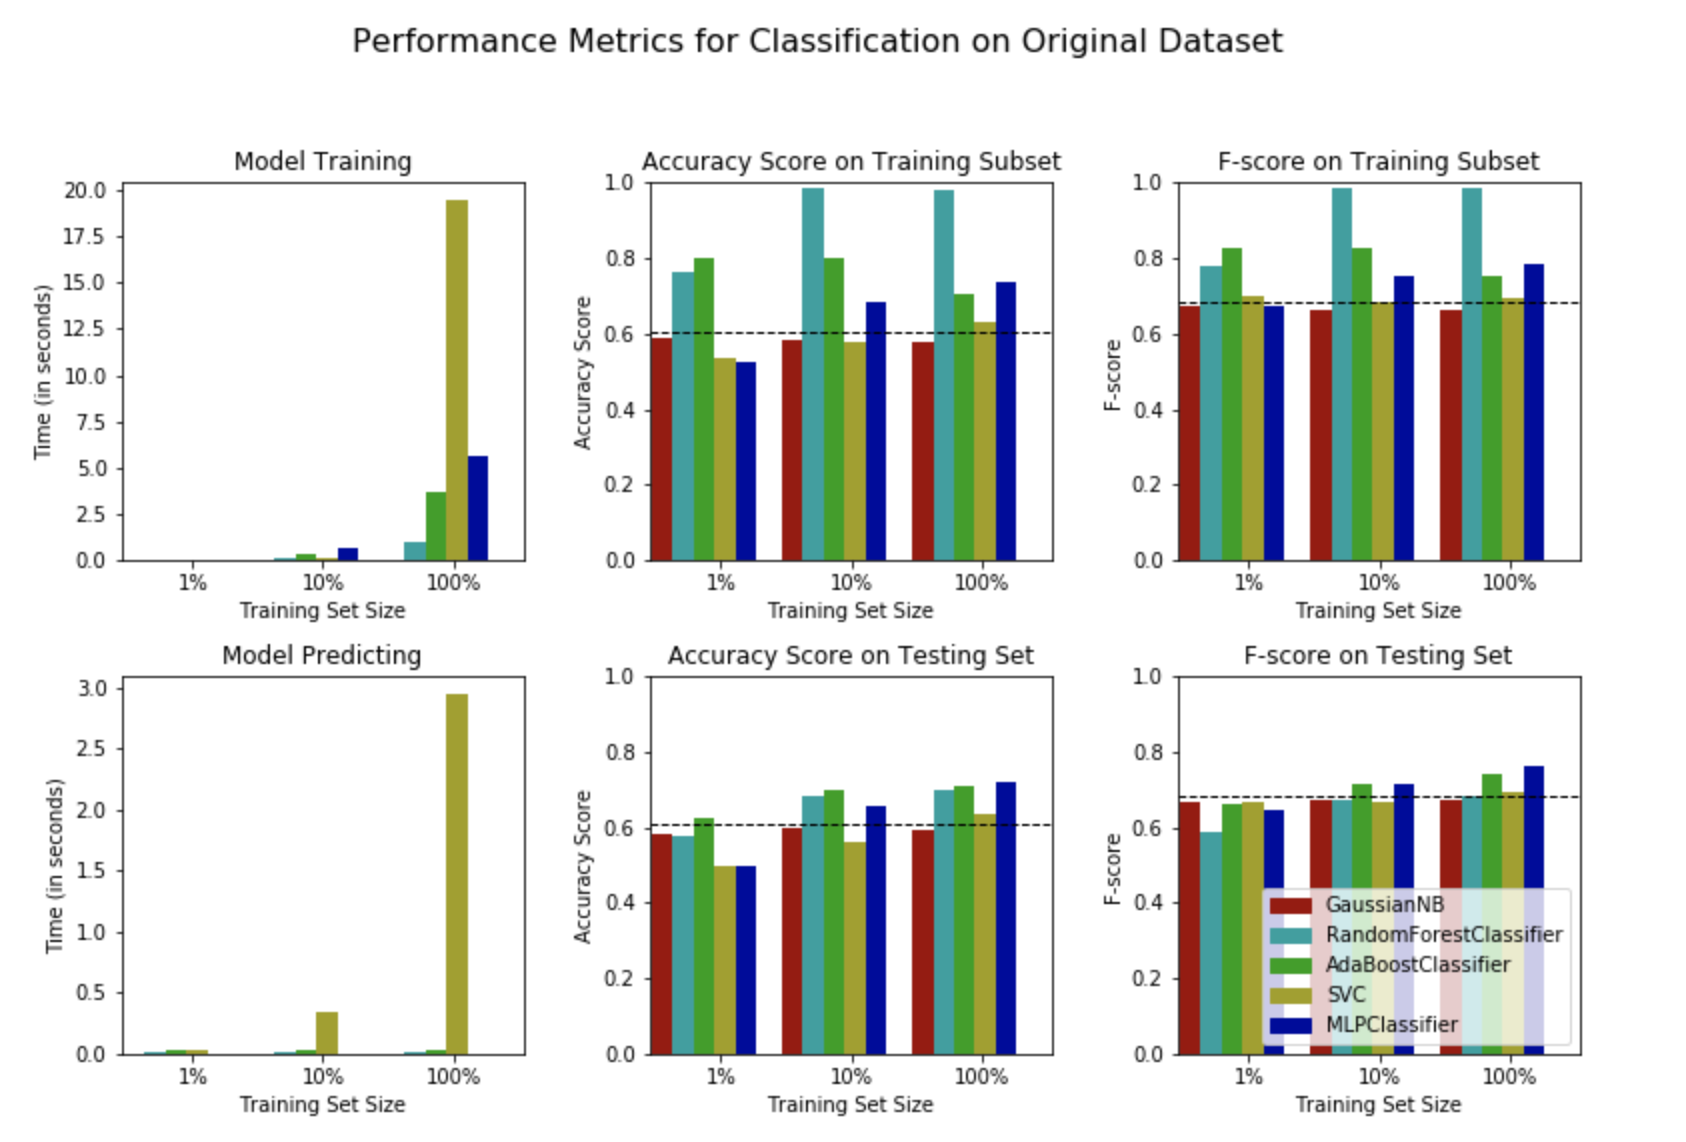 Performance Metrics for Classification on Original Dataset
Model Training
Time (in seconds)
20.0
17.5
15.0
12.5
10.0
7.5
5.0
2.5
0.0
1% 10% 100%
Training Set Size
Accuracy Score on Training Subset
Accuracy Score
1.0
0.8
0.6
0.4
0.2
0.0
1% 10% 100%
Training Set Size
F-score on Training Subset
F-score
1.0
0.8
0.6
0.4
0.2
0.0
1% 10% 100%
Training Set Size
Model Predicting
Time (in seconds)
3.0
2.5
2.0
1.5
1.0
0.5
0.0
1% 10% 100%
Training Set Size
Accuracy Score on Testing Set
Accuracy Score
1.0
0.8
0.6
0.4
0.2
0.0
1% 10% 100%
Training Set Size
F-score on Testing Set
F-score
1.0
0.8
0.6
0.4
0.2
0.0
GaussianNB
RandomForestClassifier
AdaBoostClassifier
SVC
MLPClassifier
1% 10% 100%
Training Set Size